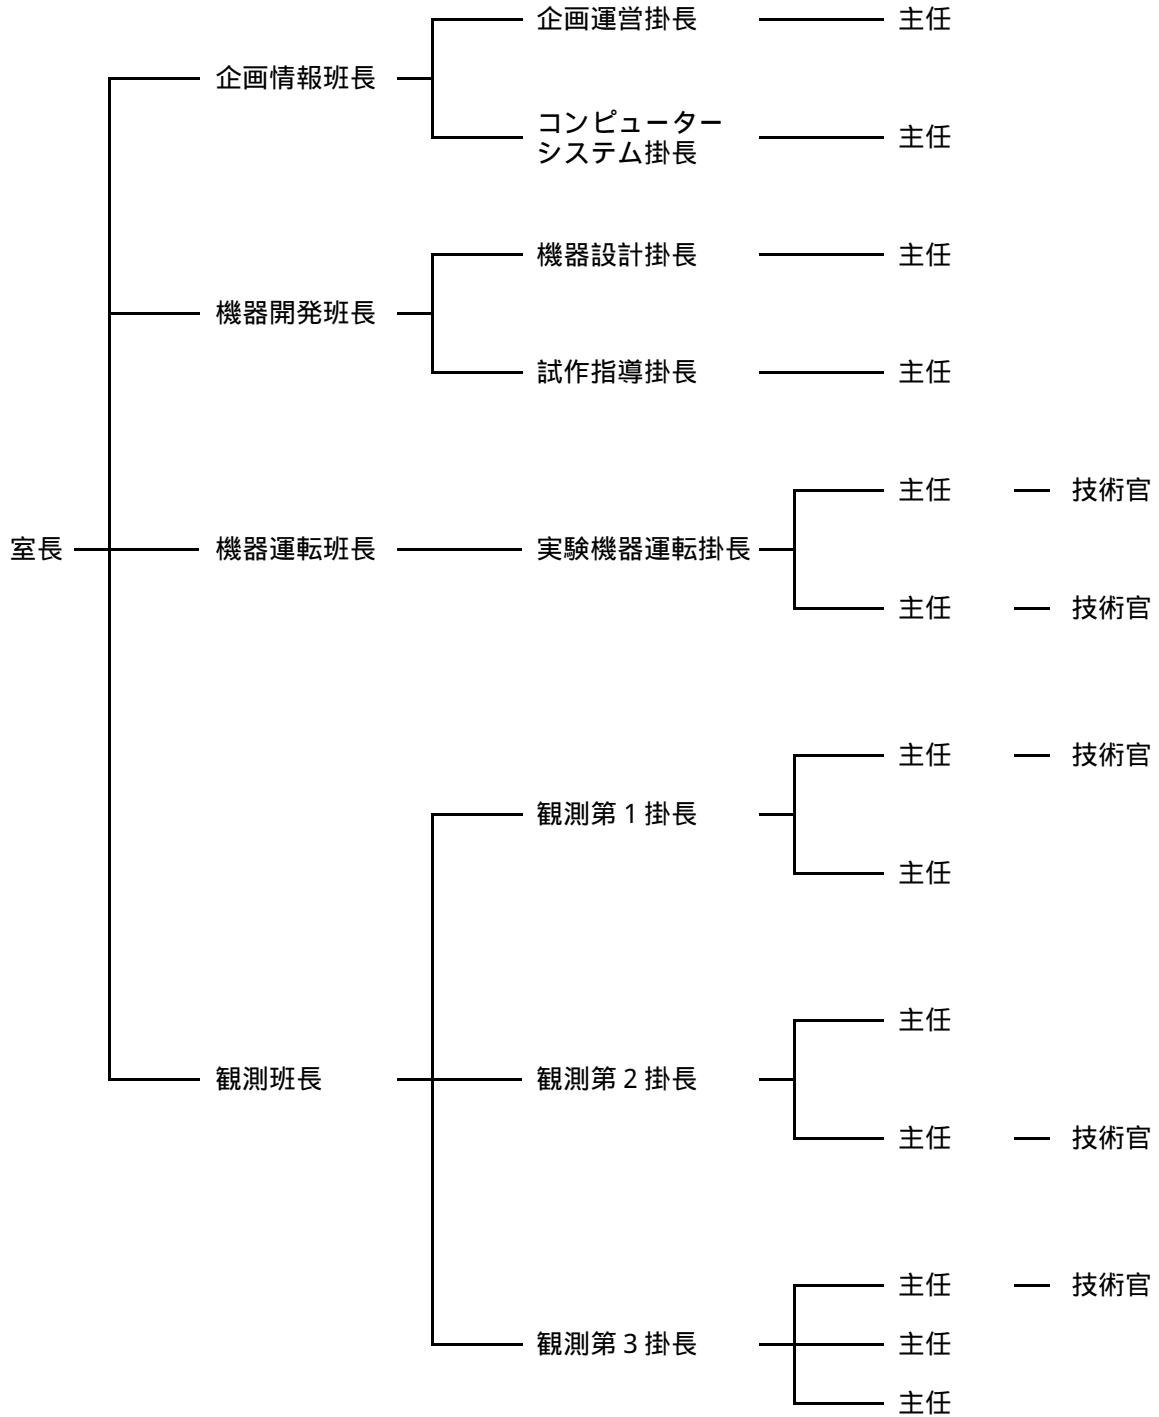 企画運営掛長 主任
企画情報班長
コンピューター
システム掛長 主任
機器設計掛長 主任
機器開発班長
試作指導掛長 主任
主任 技術官
室長 機器運転班長 実験機器運転掛長
主任 技術官
主任 技術官
観測第1掛長
主任
主任
観測班長 観測第2掛長
主任 技術官
主任 技術官
観測第3掛長 主任
主任